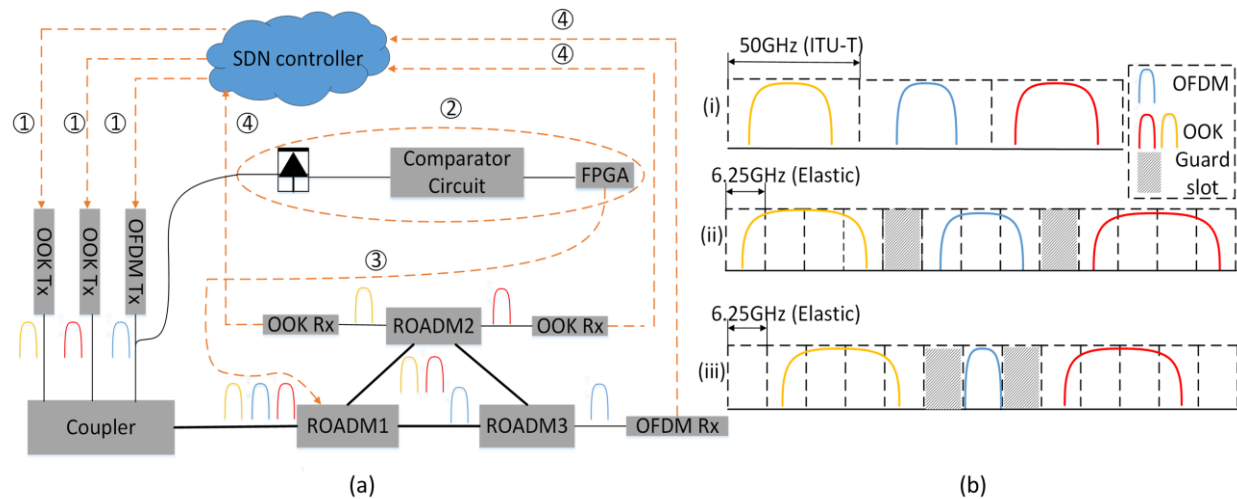 SDN controller
④
④
①
①
①
④
②
Comparator
Circuit
FPGA
OOK Tx
OOK Tx
OFDM Tx
③
OOK Rx
ROADM2
OOK Rx
Coupler
ROADM1
ROADM3
OFDM Rx
(a)
50GHz (ITU-T)
(i)
OFDM
OOK
Guard
slot
6.25GHz (Elastic)
(ii)
6.25GHz (Elastic)
(iii)
(b)